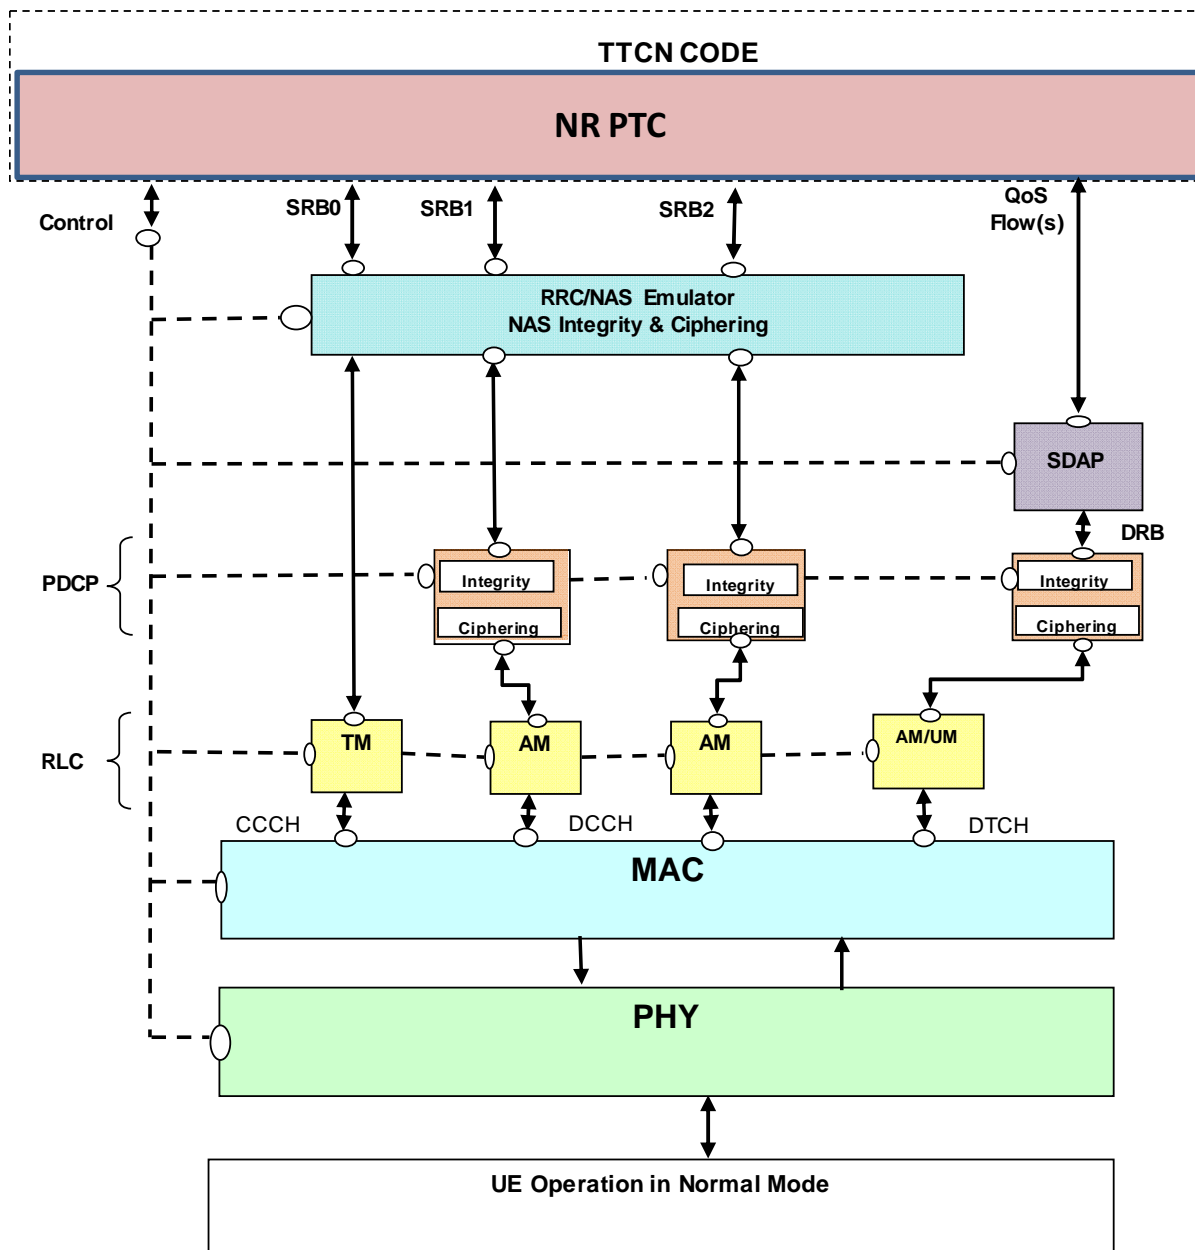 TTCN CODE
NR PTC
Control
SRB0
SRB1
SRB2
QoS
Flow(s)
RRC/NAS Emulator
NAS Integrity & Ciphering
SDAP
DRB
PDCP
Integrity
Ciphering
Integrity
Ciphering
Integrity
Ciphering
RLC
TM
AM
AM
AM/UM
CCCH
DCCH
DTCH
MAC
PHY
UE Operation in Normal Mode